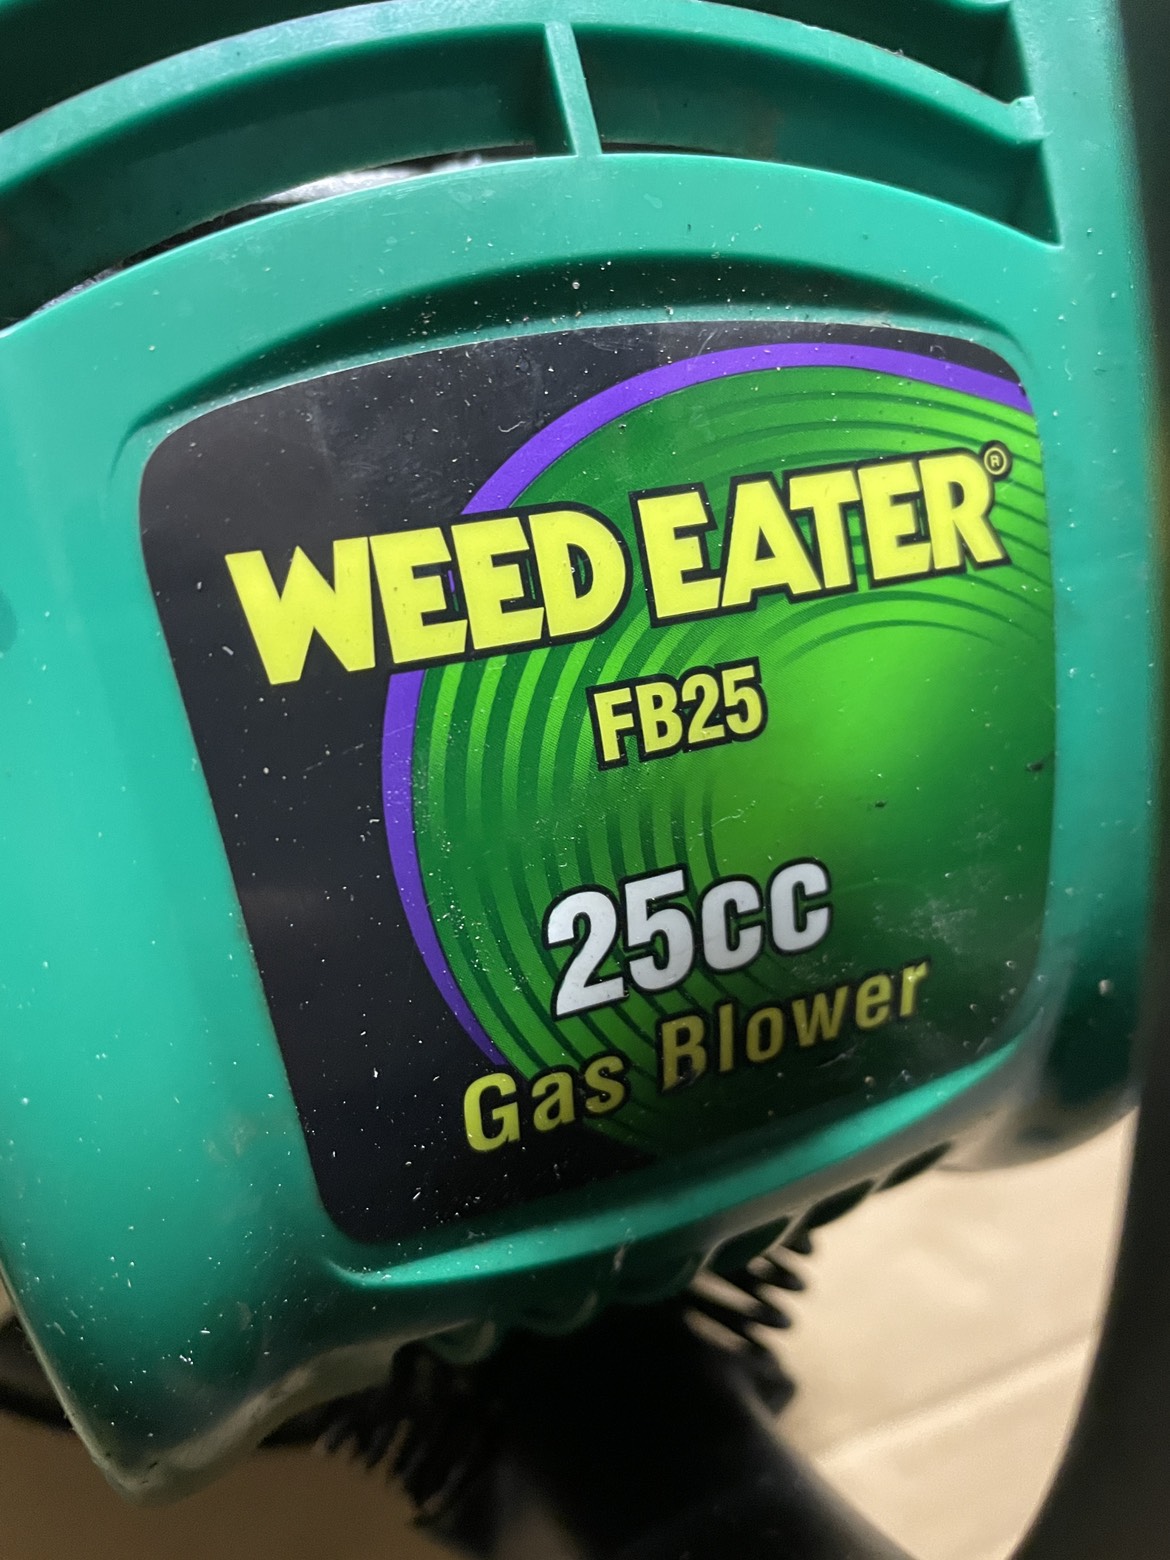 WEED EATER®
FB25
25cc
Gas Blower